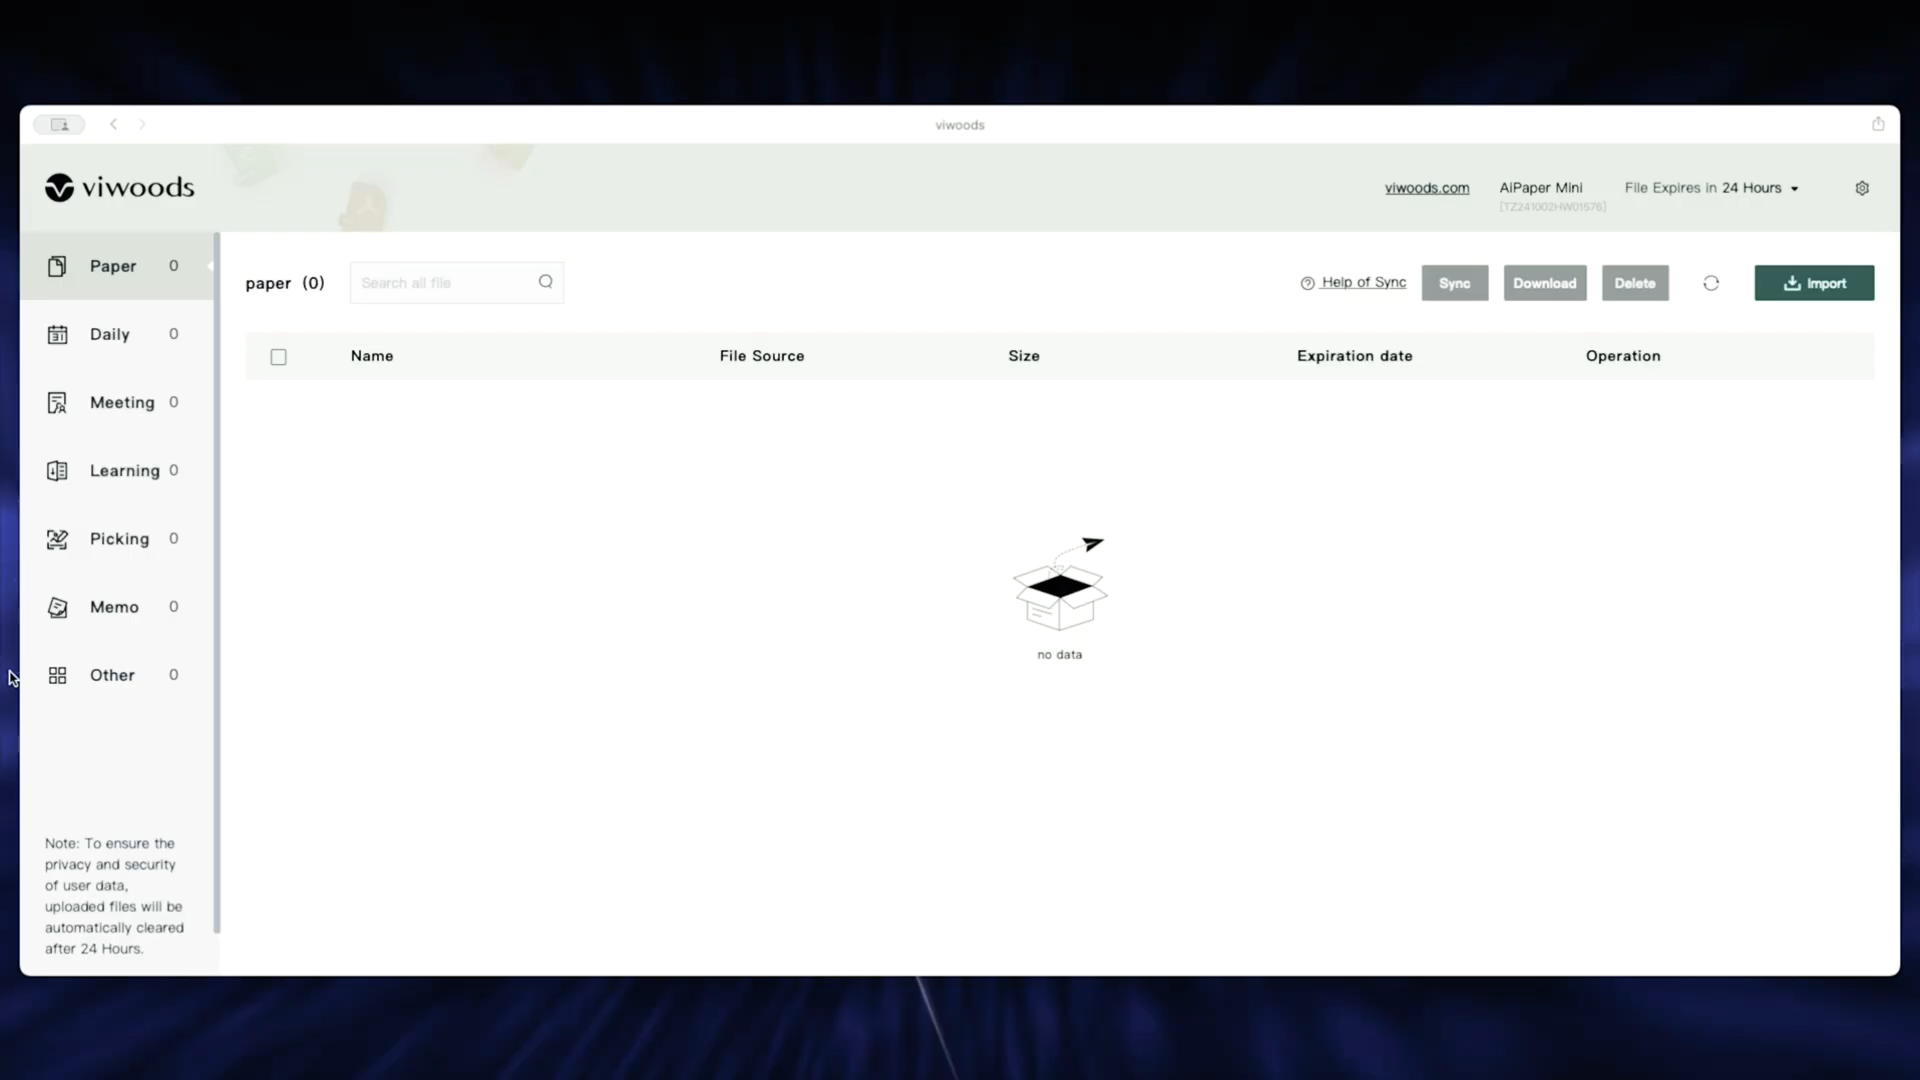 viwoods
viwoods
viwoods.com
AiPaper Mini
[TZ241002HW01576]
File Expires in 24 Hours
Paper 0
Daily 0
Meeting 0
Learning 0
Picking 0
Memo 0
Other 0
Note: To ensure the
privacy and security
of user data,
uploaded files will be
automatically cleared
after 24 Hours.
paper (0)
Search all file
Help of Sync
Sync
Download
Delete
Import
Name
File Source
Size
Expiration date
Operation
no data